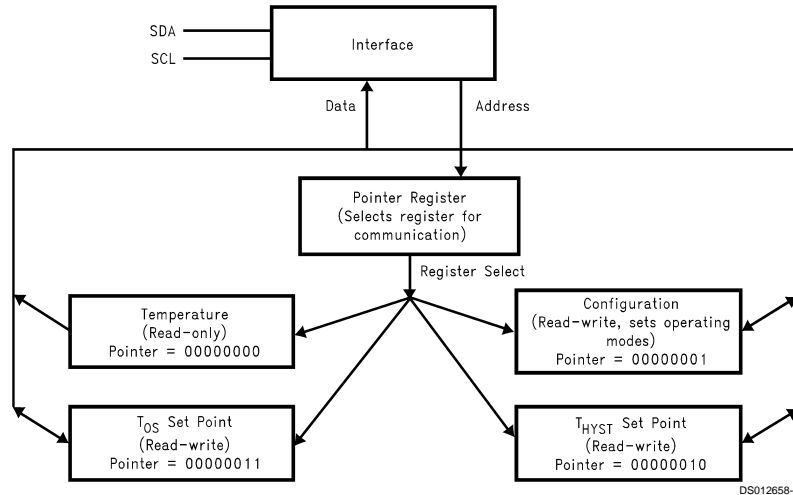 SDA
SCL
Interface
Data
Address
Pointer Register
(Selects register for
communication)
Register Select
Temperature
(Read-only)
Pointer = 00000000
Configuration
(Read-write, sets operating
modes)
Pointer = 00000001
TOS Set Point
(Read-write)
Pointer = 00000011
THYST Set Point
(Read-write)
Pointer = 00000010
DS012658-